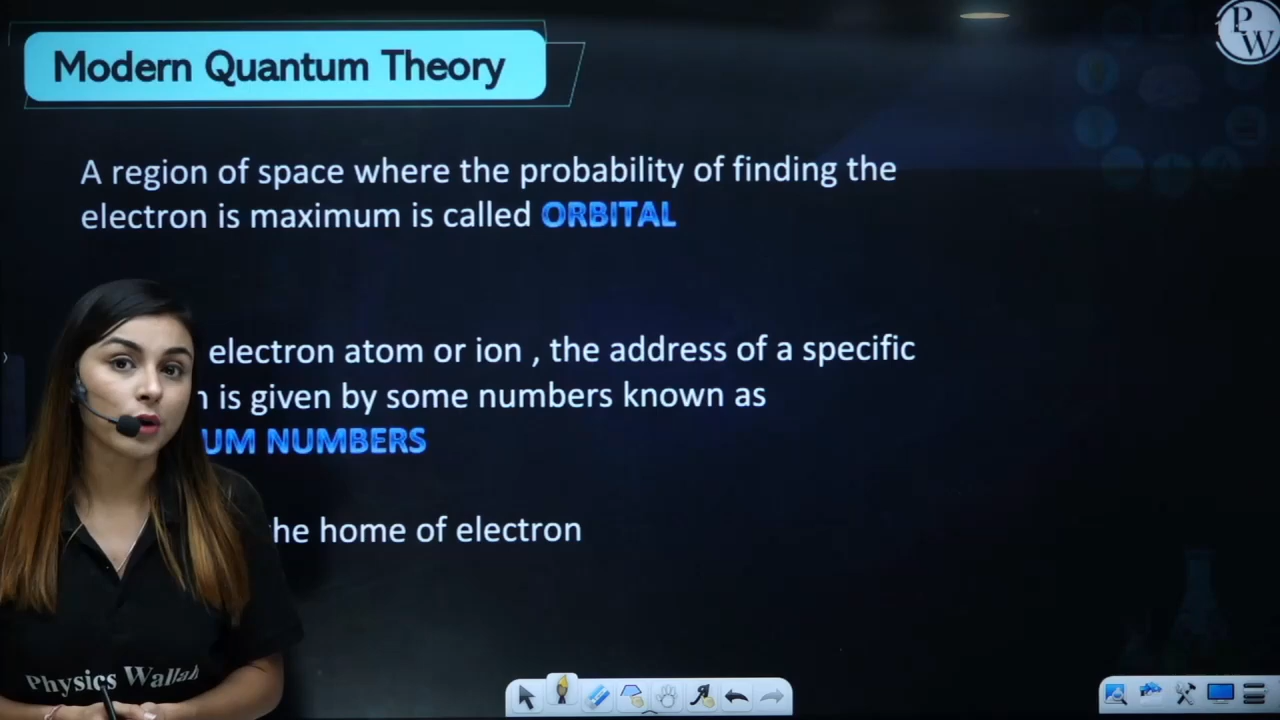 PW
Modern Quantum Theory
A region of space where the probability of finding the
electron is maximum is called ORBITAL
electron atom or ion , the address of a specific
is given by some numbers known as
UM NUMBERS
he home of electron
Physics Wallah